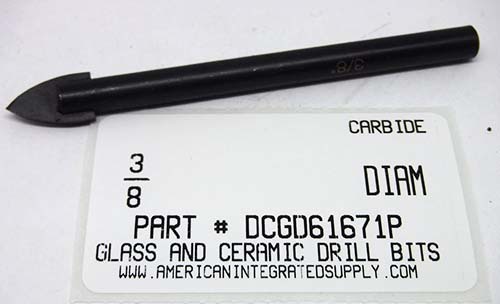 3/8"
CARBIDE
3/8 DIAM
PART # DCGD61671P
GLASS AND CERAMIC DRILL BITS
WWW.AMERICANINTEGRATEDSUPPLY.COM